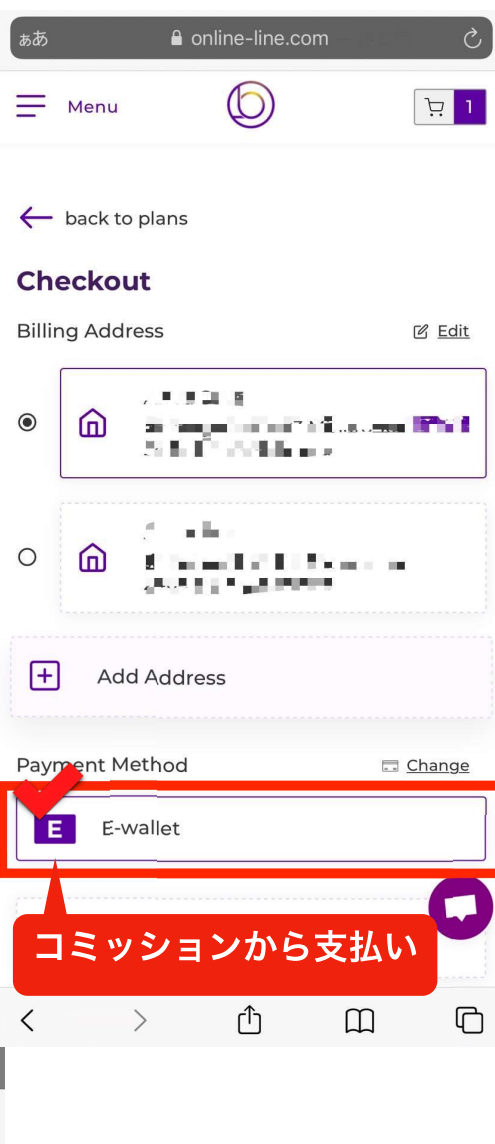 ああ
online-line.com
Menu
1
back to plans
Checkout
Billing Address
Edit
Add Address
Payment Method
Change
E
E-wallet
コミッションから支払い